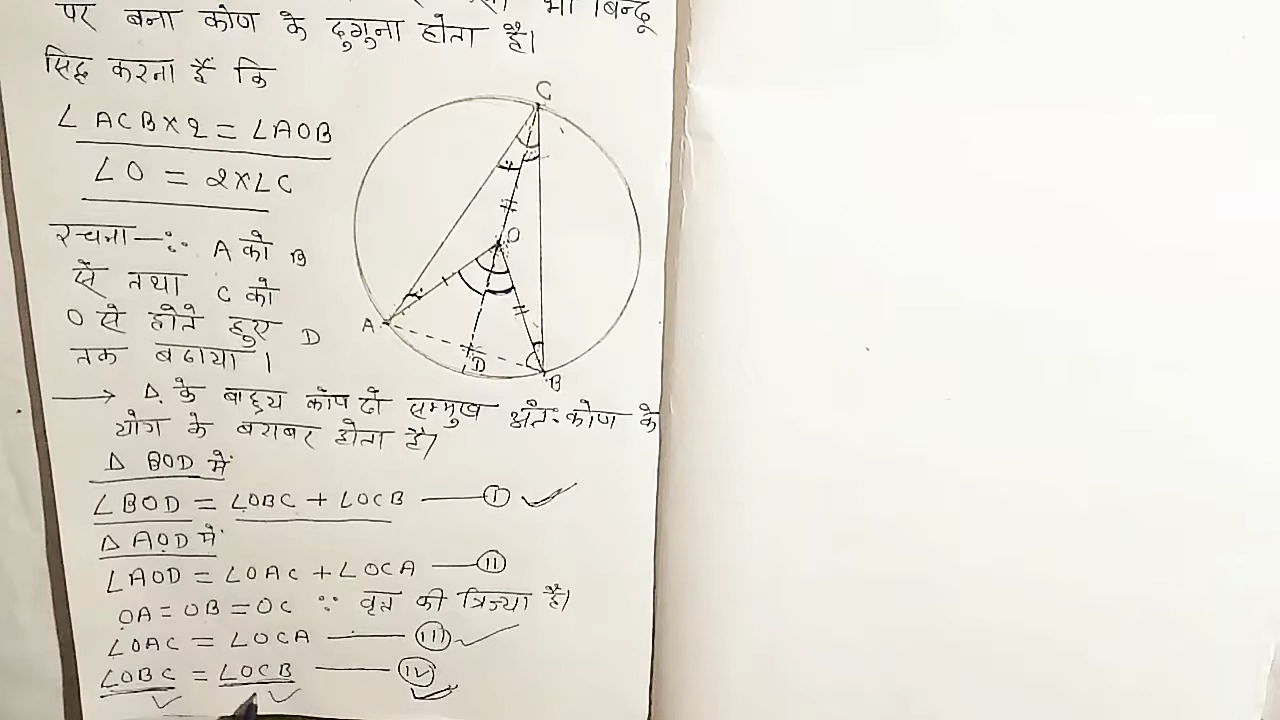 भी बिन्दू
पर बना कोण के दुगुना होता है।
सिद्ध करना हैं कि
∠ ACB×2 = ∠AOB
∠O = 2×∠C
रचना—:: A को B
सें तथा C को
O से होते हुए D
तक बढाया।
→ ∆ के बाह्रय कोंप दो सम्मुख अंत:कोण के
योग के बराबर होता है।
∆ BOD में
∠BOD = ∠OBC + ∠OCB —— I
∆ AOD में
∠AOD = ∠OAC + ∠OCA —— II
OA = OB = OC ∵ वृत की त्रिज्या है।
∠OAC = ∠OCA —— III
∠OBC = ∠OCB —— IV
C
O
A
D
B